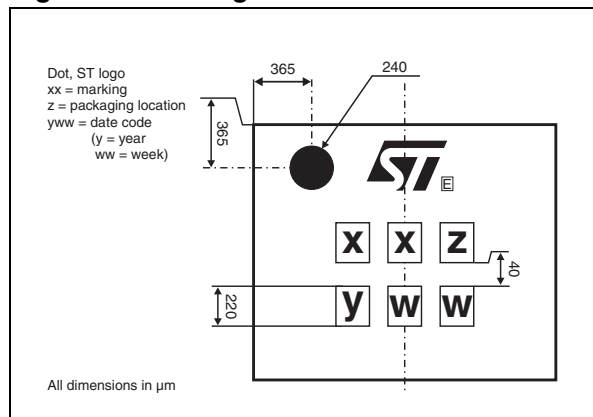 Dot, ST logo
xx = marking
z = packaging location
yww = date code
(y = year
ww = week)
365
240
365
ST
E
x x z
40
y w w
220
All dimensions in µm